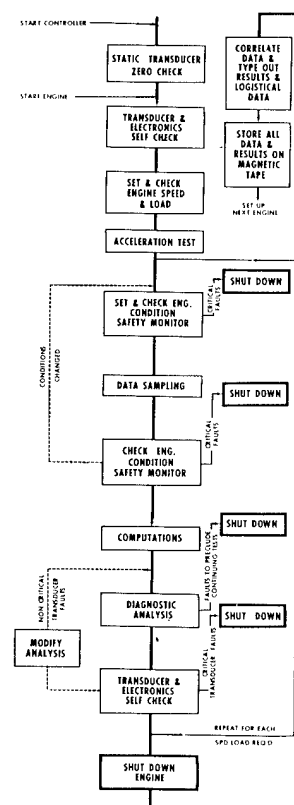 START CONTROLLER
STATIC TRANSDUCER
ZERO CHECK
START ENGINE
TRANSDUCER &
ELECTRONICS
SELF CHECK
SET & CHECK
ENGINE SPEED
& LOAD
ACCELERATION TEST
SHUT DOWN
CRITICAL
FAULTS
SET & CHECK ENG.
CONDITION
SAFETY MONITOR
CONDITIONS
CHANGED
DATA SAMPLING
SHUT DOWN
CRITICAL
FAULTS
CHECK ENG.
CONDITION
SAFETY MONITOR
COMPUTATIONS
SHUT DOWN
FAULTS TO PRECLUDE
CONTINUING TESTS
NON CRITICAL
TRANSDUCER
FAULTS
DIAGNOSTIC
ANALYSIS
SHUT DOWN
CRITICAL
TRANSDUCER FAULTS
MODIFY
ANALYSIS
TRANSDUCER &
ELECTRONICS
SELF CHECK
REPEAT FOR EACH
SPD LOAD REQ'D
SHUT DOWN
ENGINE
CORRELATE
DATA &
TYPE OUT
RESULTS &
LOGISTICAL
DATA
STORE ALL
DATA &
RESULTS ON
MAGNETIC
TAPE
SET UP
NEXT ENGINE